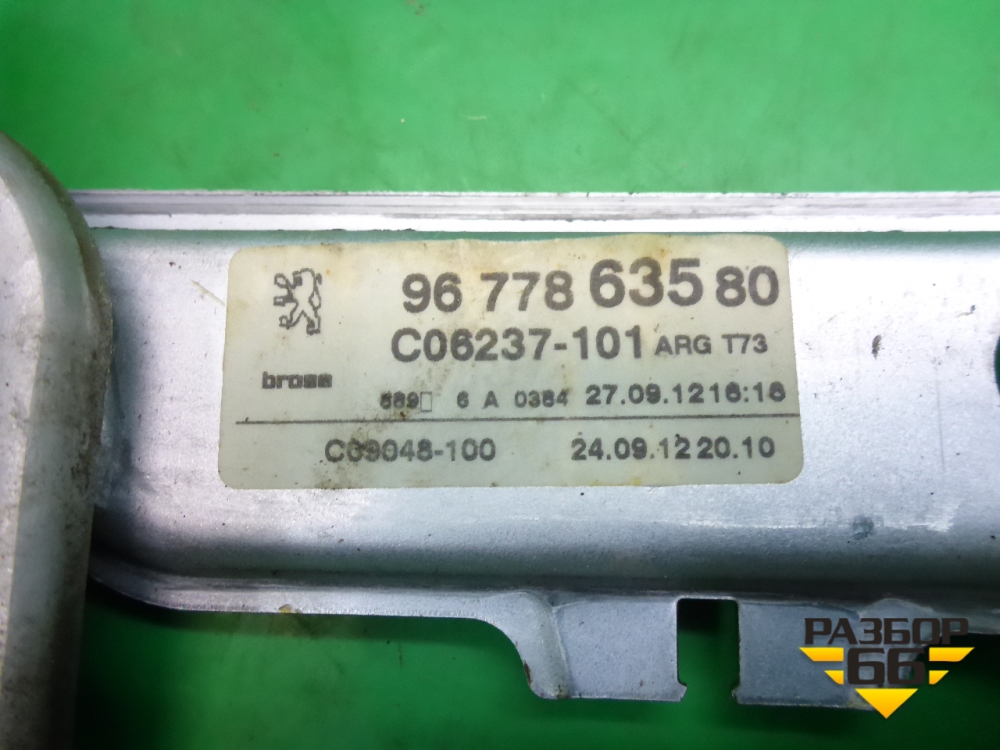 96 778 635 80
C06237-101 ARG T73
brose
6 A 0384 27.09.12 16:16
C09048-100 24.09.12 20.10
РАЗБОР
66